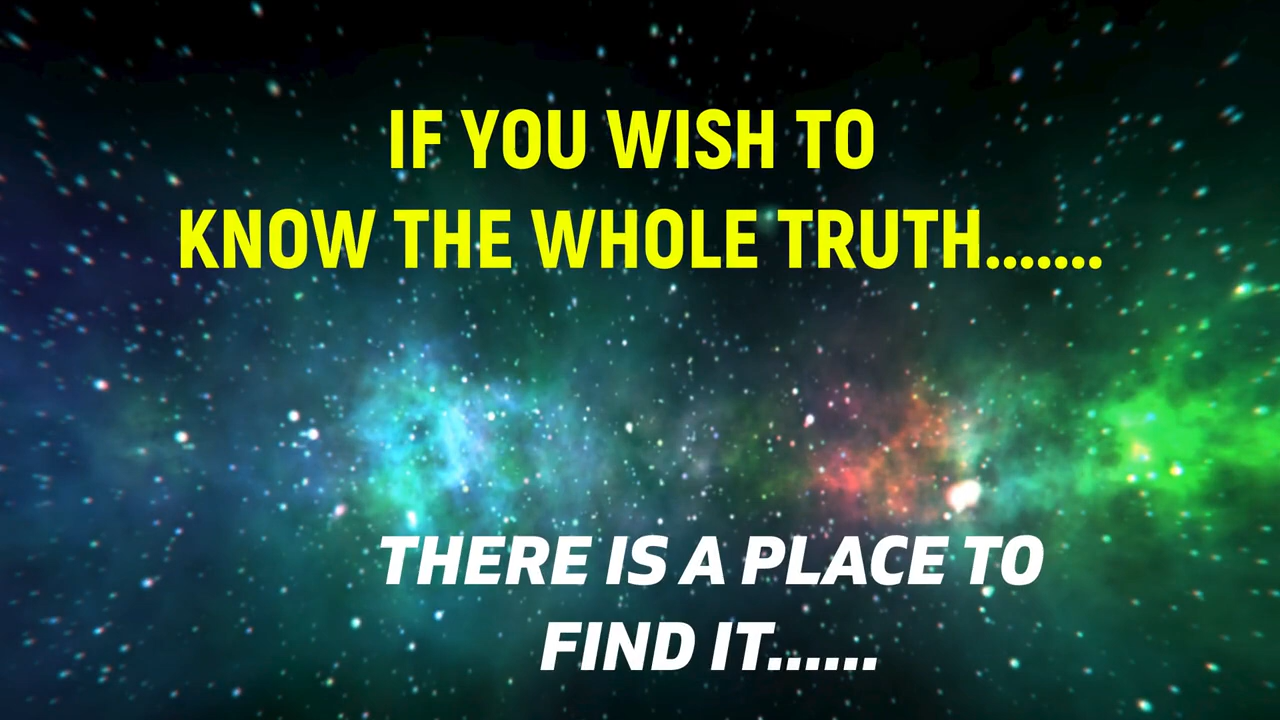 IF YOU WISH TO
KNOW THE WHOLE TRUTH.......
THERE IS A PLACE TO
FIND IT......